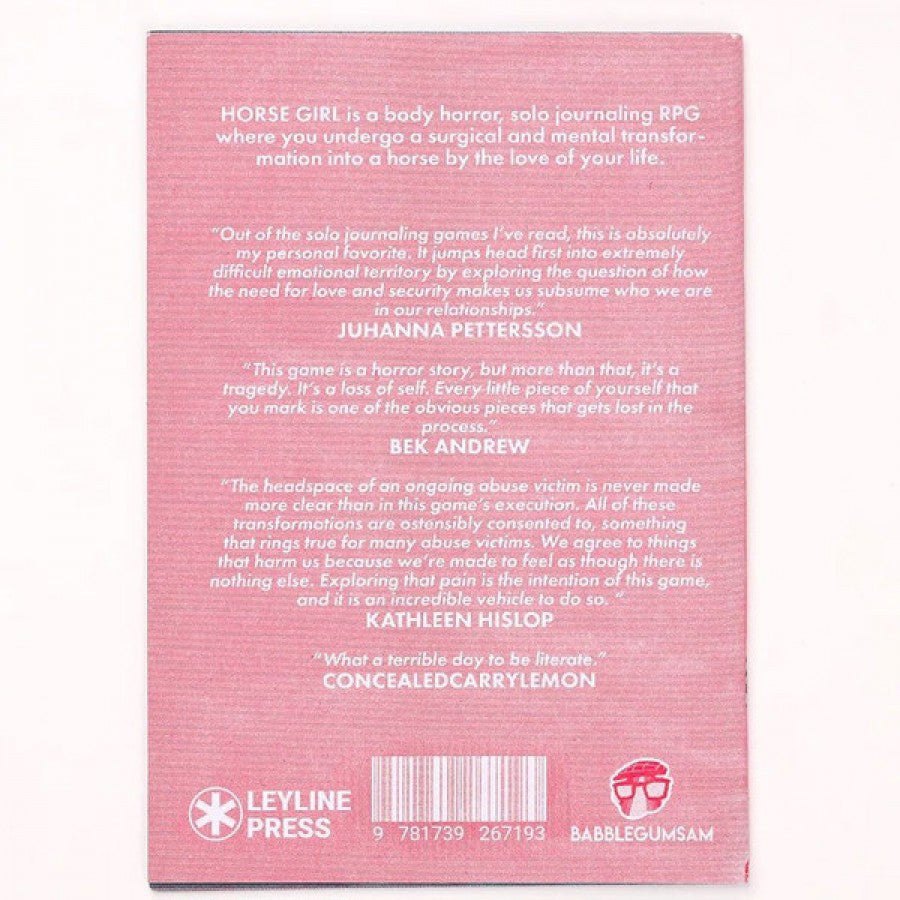 HORSE GIRL is a body horror, solo journaling RPG
where you undergo a surgical and mental transfor-
mation into a horse by the love of your life.
"Out of the solo journaling games I've read, this is absolutely
my personal favorite. It jumps head first into extremely
difficult emotional territory by exploring the question of how
the need for love and security makes us subsume who we are
in our relationships."
JUHANNA PETTERSSON
"This game is a horror story, but more than that, it's a
tragedy. It's a loss of self. Every little piece of yourself that
you mark is one of the obvious pieces that gets lost in the
process."
BEK ANDREW
"The headspace of an ongoing abuse victim is never made
more clear than in this game's execution. All of these
transformations are ostensibly consented to, something
that rings true for many abuse victims. We agree to things
that harm us because we're made to feel as though there is
nothing else. Exploring that pain is the intention of this game,
and it is an incredible vehicle to do so. "
KATHLEEN HISLOP
"What a terrible day to be literate."
CONCEALEDCARRYLEMON
LEYLINE
PRESS
9 781739 267193
BABBLEGUMSAM